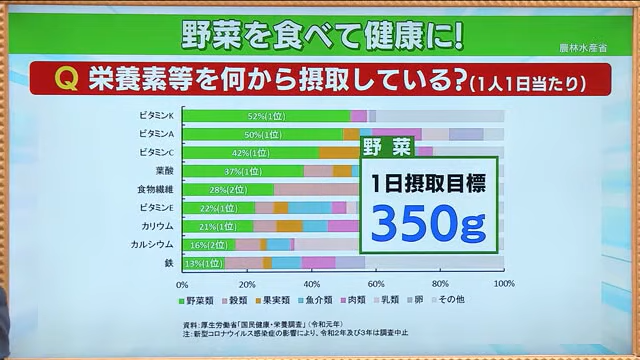 野菜を食べて健康に!
農林水産省
Q 栄養素等を何から摂取している?(1人1日当たり)
ビタミンK 52%(1位)
ビタミンA 50%(1位)
ビタミンC 42%(1位)
葉酸 37%(1位)
食物繊維 28%(2位)
ビタミンE 22%(1位)
カリウム 21%(1位)
カルシウム 16%(2位)
鉄 13%(1位)
野菜
1日摂取目標
350g
0% 20% 40% 60% 80% 100%
野菜類 穀類 果実類 魚介類 肉類 乳類 卵 その他
資料:厚生労働省「国民健康・栄養調査」(令和元年)
注:新型コロナウイルス感染症の影響により、令和2年及び3年は調査中止